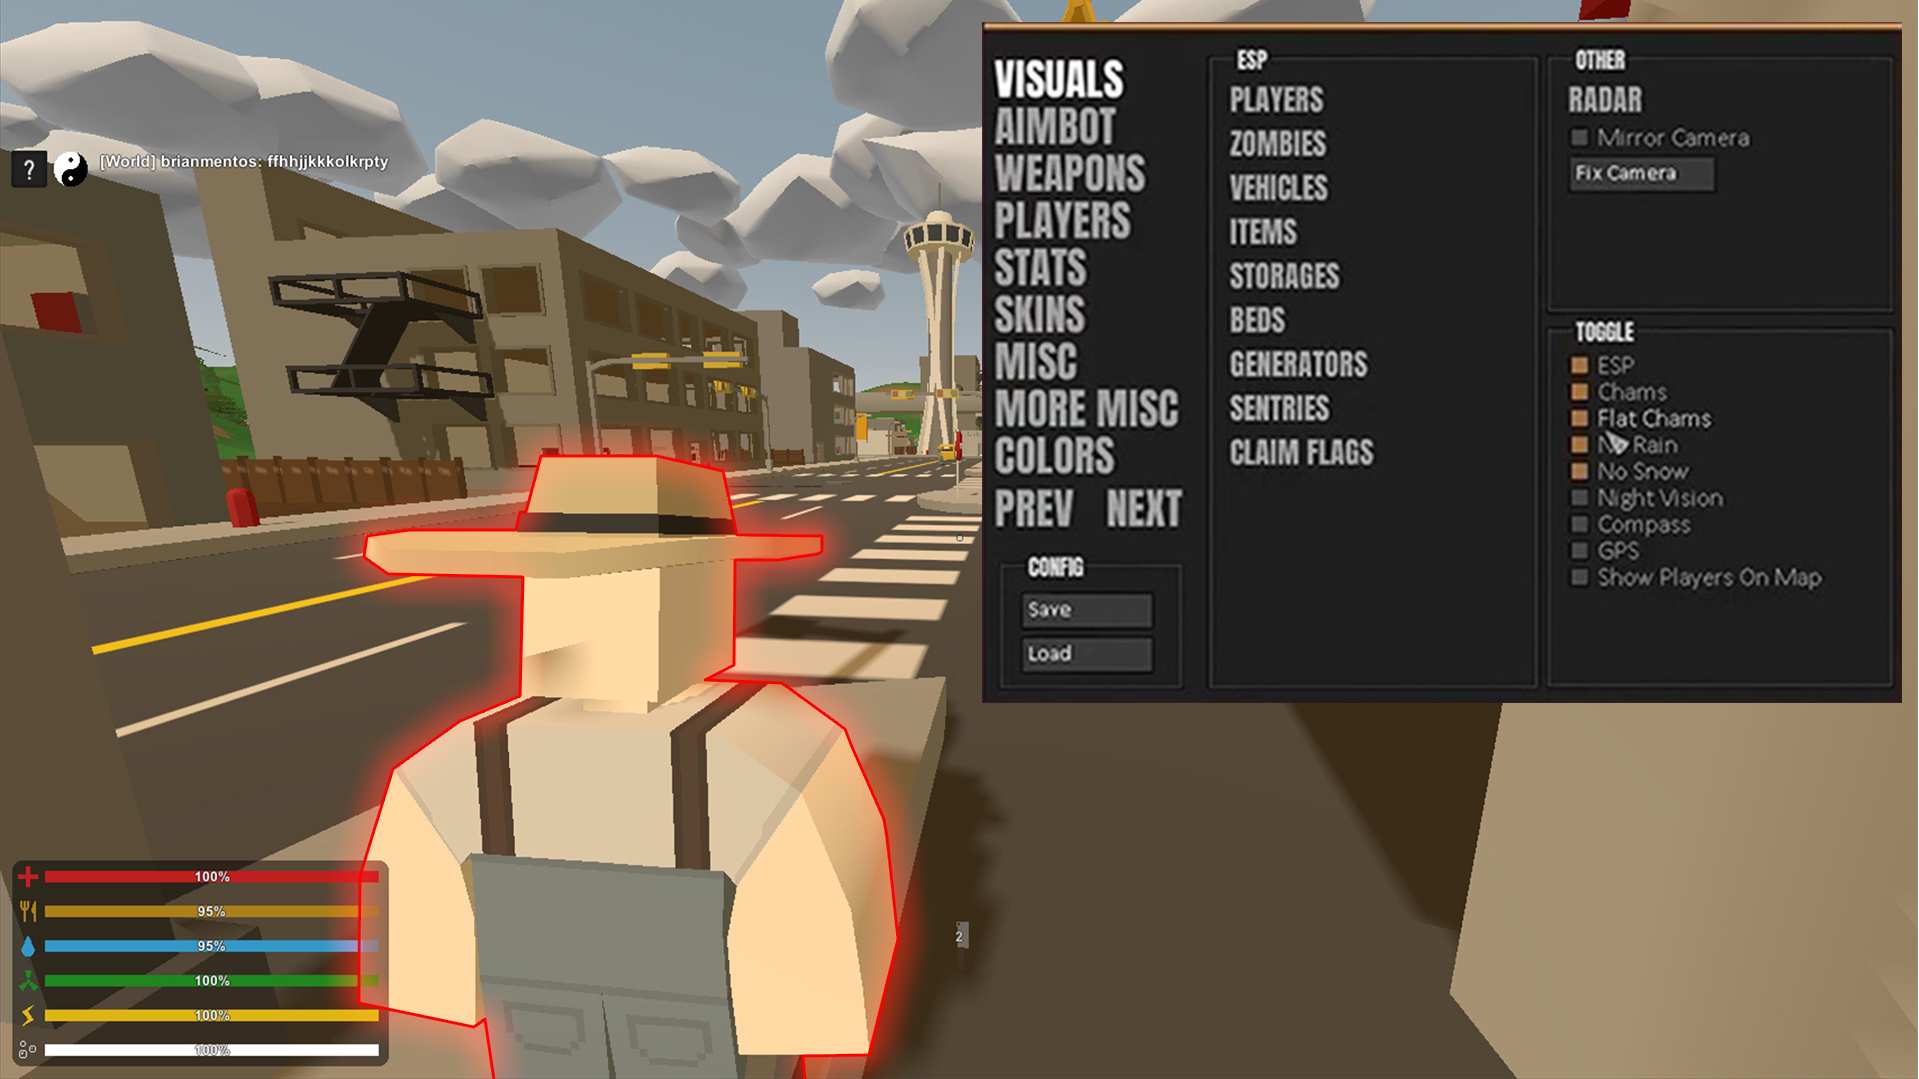 ?
[World] brianmentos: ffhhjjkkkolkrpty
VISUALS
AIMBOT
WEAPONS
PLAYERS
STATS
SKINS
MISC
MORE MISC
COLORS
PREV NEXT
CONFIG
Save
Load
ESP
PLAYERS
ZOMBIES
VEHICLES
ITEMS
STORAGES
BEDS
GENERATORS
SENTRIES
CLAIM FLAGS
OTHER
RADAR
Mirror Camera
Fix Camera
TOGGLE
ESP
Chams
Flat Chams
No Rain
No Snow
Night Vision
Compass
GPS
Show Players On Map
100%
95%
95%
100%
100%
100%
2